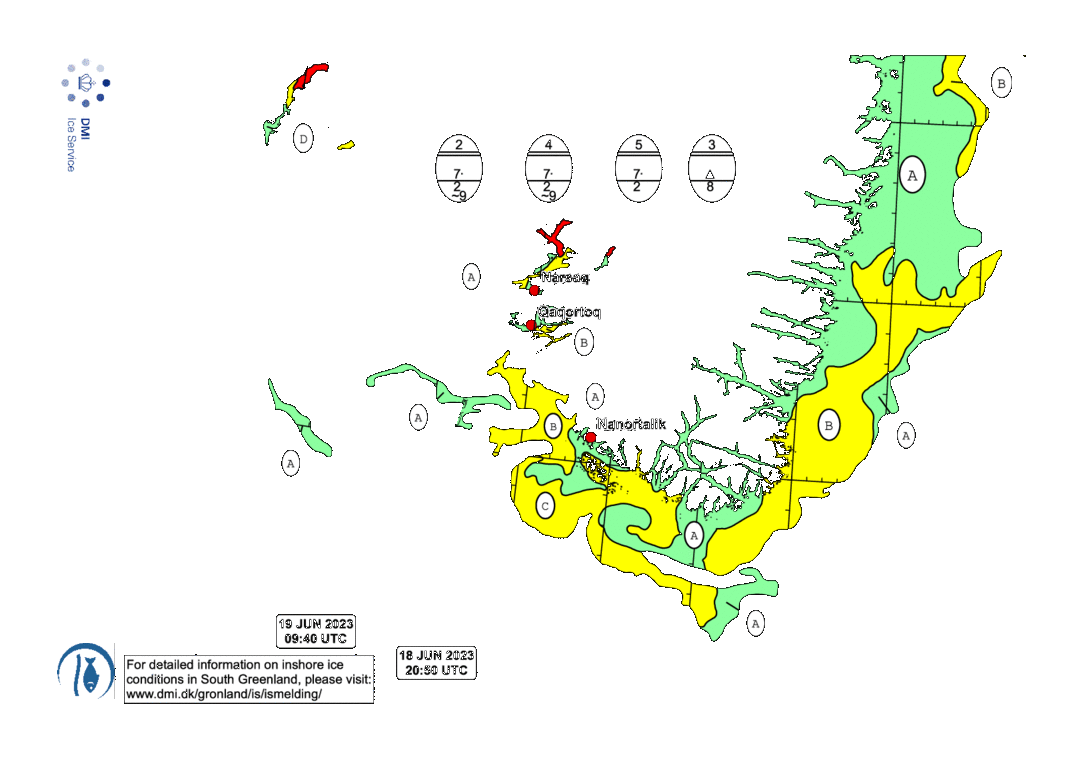 DMI
Ice Service
D
B
A
2
7·
2
~9
4
7·
2
~9
5
7·
2
3
△
8
A
Narsaq
Qaqortoq
B
A
A
B
Nanortalik
B
A
A
C
A
A
19 JUN 2023
09:40 UTC
18 JUN 2023
20:50 UTC
For detailed information on inshore ice
conditions in South Greenland, please visit:
www.dmi.dk/gronland/is/ismelding/